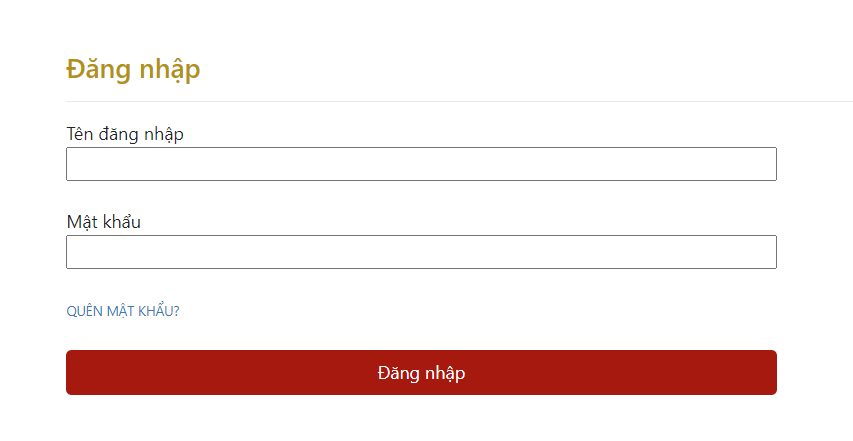 Đăng nhập
Tên đăng nhập
Mật khẩu
QUÊN MẬT KHẨU?
Đăng nhập